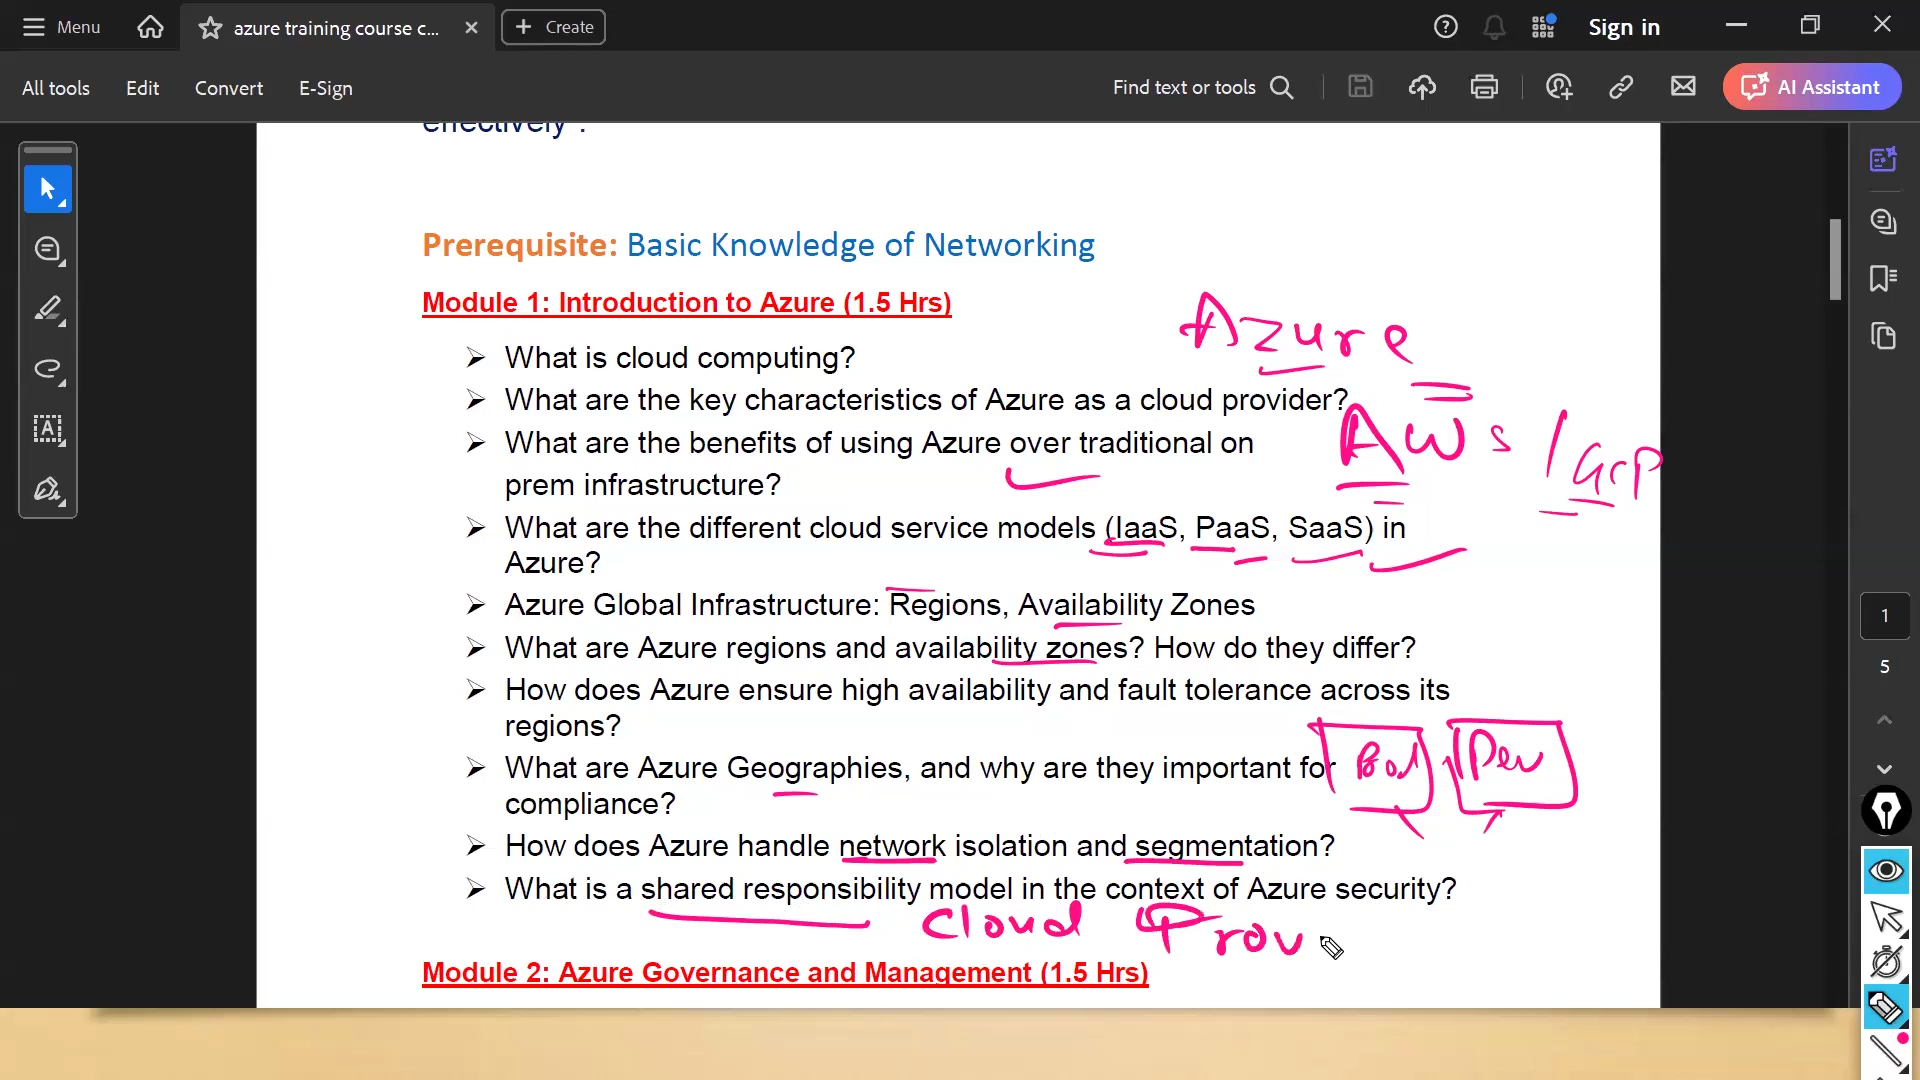 Menu
azure training course c...
Create
Sign in
All tools
Edit
Convert
E-Sign
Find text or tools
AI Assistant
effectively .
Prerequisite: Basic Knowledge of Networking
Module 1: Introduction to Azure (1.5 Hrs)
Azure
➢ What is cloud computing?
➢ What are the key characteristics of Azure as a cloud provider?
➢ What are the benefits of using Azure over traditional on
prem infrastructure?
AWs / GCP
➢ What are the different cloud service models (IaaS, PaaS, SaaS) in
Azure?
➢ Azure Global Infrastructure: Regions, Availability Zones
➢ What are Azure regions and availability zones? How do they differ?
➢ How does Azure ensure high availability and fault tolerance across its
regions?
➢ What are Azure Geographies, and why are they important for
compliance?
Dev
➢ How does Azure handle network isolation and segmentation?
➢ What is a shared responsibility model in the context of Azure security?
Cloud Prov
Module 2: Azure Governance and Management (1.5 Hrs)
1
5